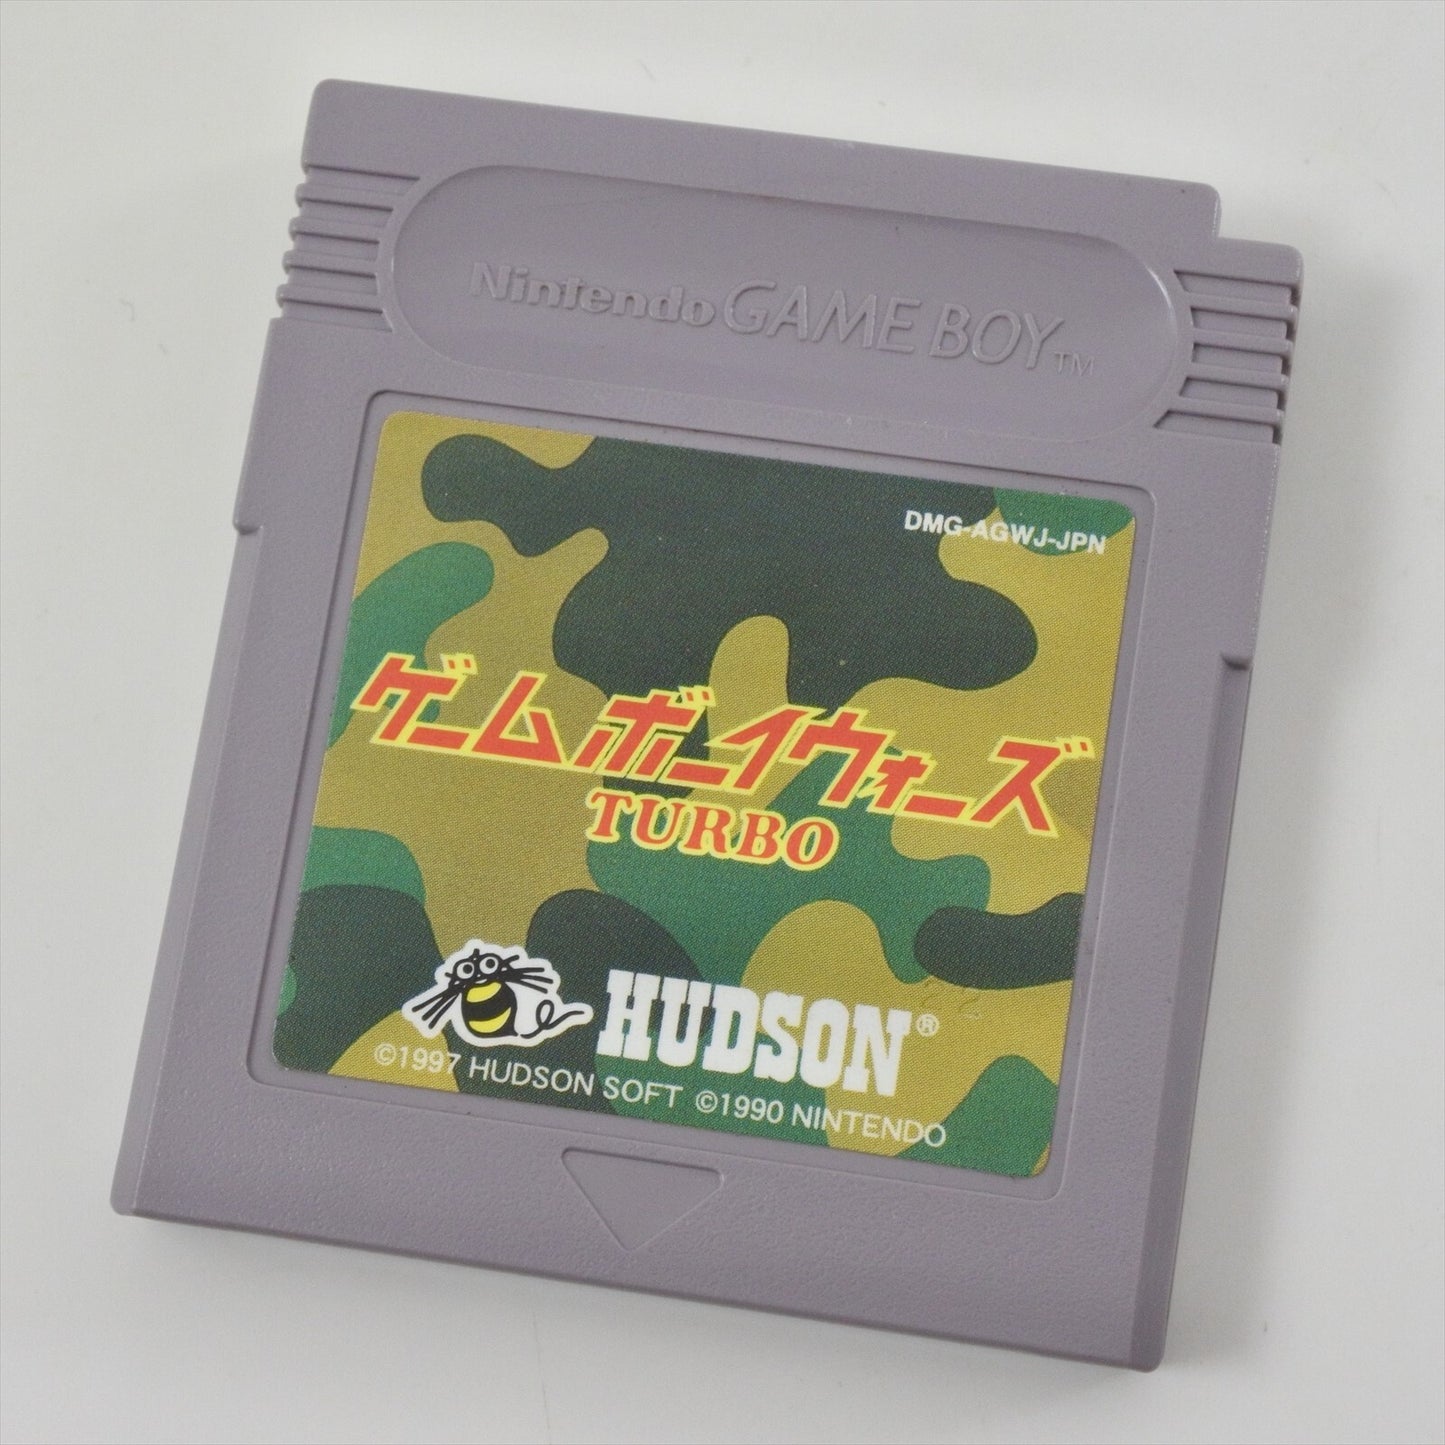 Nintendo GAME BOY™
DMG-AGWJ-JPN
ゲームボーイウォーズ
TURBO
HUDSON®
©1997 HUDSON SOFT ©1990 NINTENDO